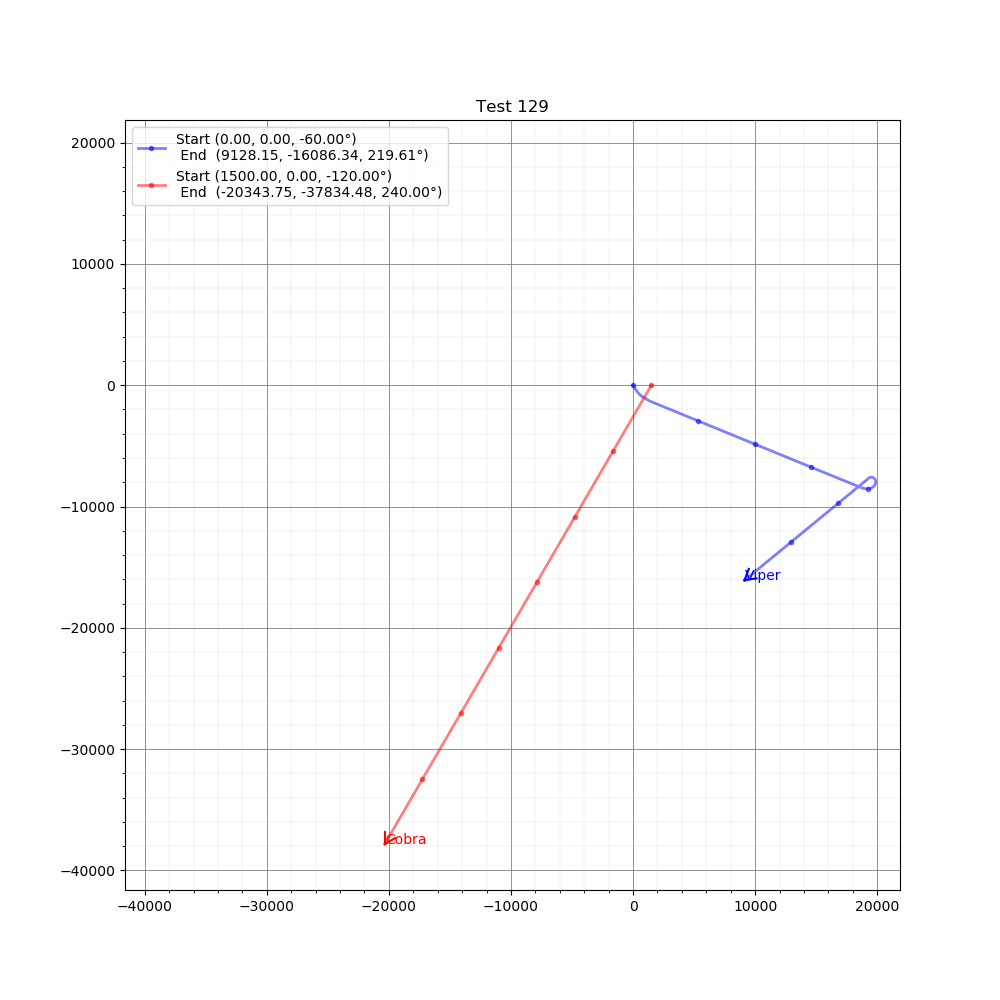 Test 129
Start (0.00, 0.00, -60.00°)
End (9128.15, -16086.34, 219.61°)
Start (1500.00, 0.00, -120.00°)
End (-20343.75, -37834.48, 240.00°)
20000
10000
0
−10000
−20000
−30000
−40000
Viper
Cobra
−40000
−30000
−20000
−10000
0
10000
20000